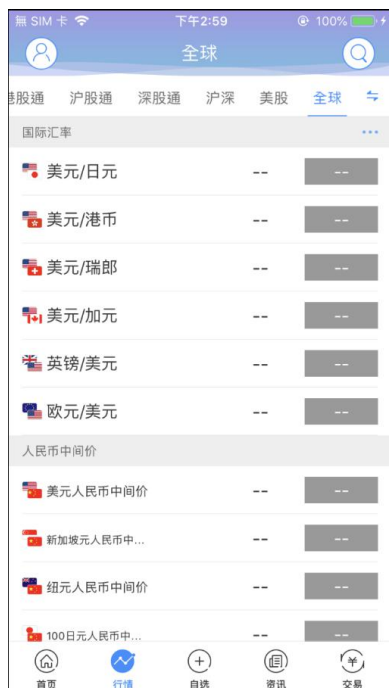 無 SIM 卡 下午2:59 100%
全球
港股通 沪股通 深股通 沪深 美股 全球
国际汇率
美元/日元 -- --
美元/港币 -- --
美元/瑞郎 -- --
美元/加元 -- --
英镑/美元 -- --
欧元/美元 -- --
人民币中间价
美元人民币中间价 -- --
新加坡元人民币中... -- --
纽元人民币中间价 -- --
100日元人民币中... -- --
首页 行情 自选 资讯 交易